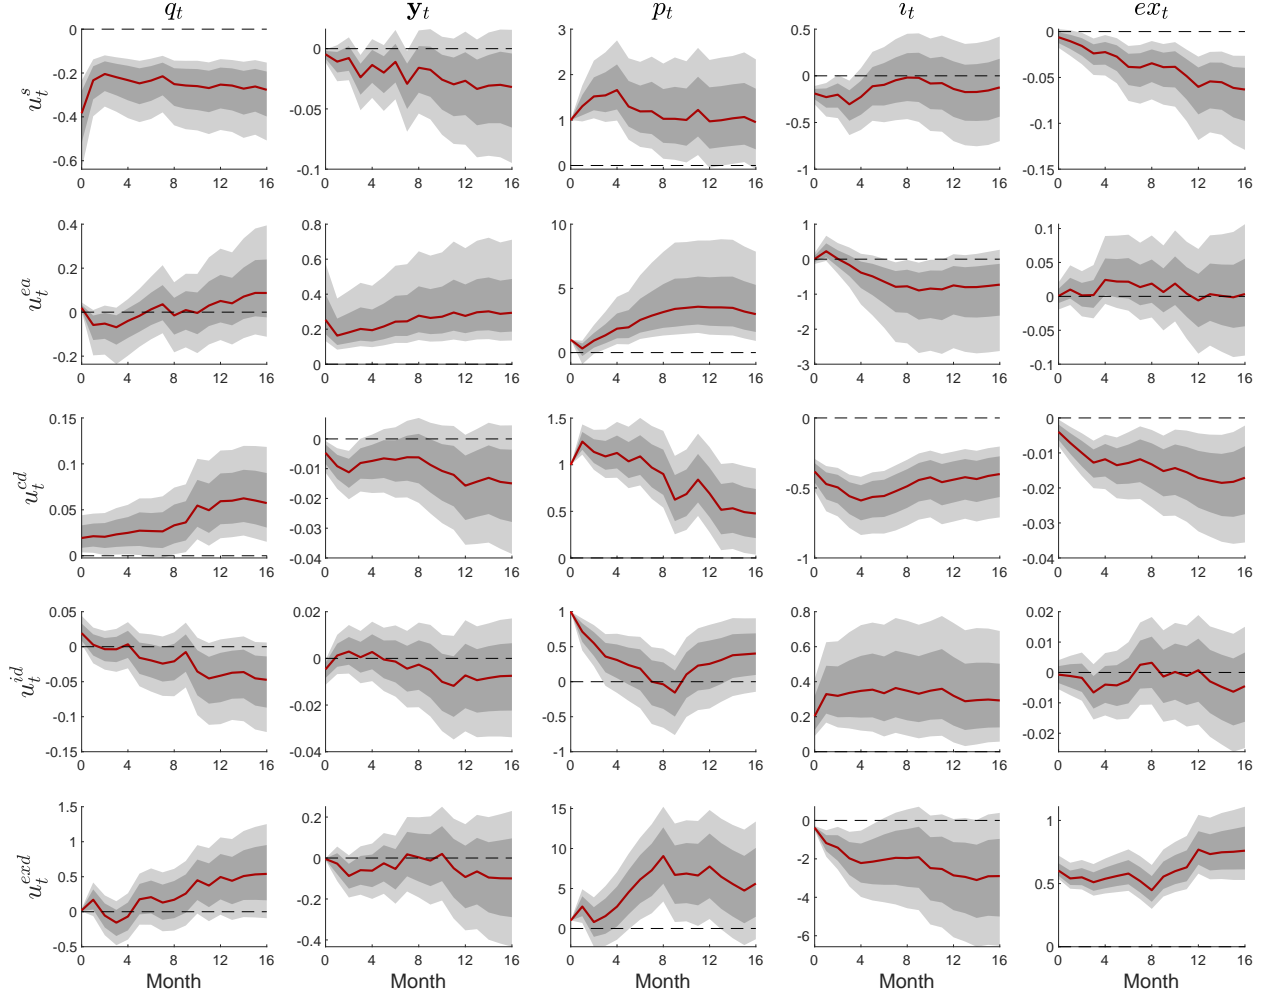 q_t y_t p_t ı_t ex_t
u_t^s
0 -0.2 -0.4 -0.6
0 4 8 12 16
0 -0.05 -0.1
0 4 8 12 16
3 2 1 0
0 4 8 12 16
0.5 0 -0.5 -1
0 4 8 12 16
0 -0.05 -0.1 -0.15
0 4 8 12 16
u_t^{ea}
0.4 0.2 0 -0.2
0 4 8 12 16
0.8 0.6 0.4 0.2 0
0 4 8 12 16
10 5 0
0 4 8 12 16
1 0 -1 -2 -3
0 4 8 12 16
0.1 0.05 0 -0.05 -0.1
0 4 8 12 16
u_t^{cd}
0.15 0.1 0.05 0
0 4 8 12 16
0 -0.01 -0.02 -0.03 -0.04
0 4 8 12 16
1.5 1 0.5 0
0 4 8 12 16
0 -0.5 -1
0 4 8 12 16
0 -0.01 -0.02 -0.03 -0.04
0 4 8 12 16
u_t^{id}
0.05 0 -0.05 -0.1 -0.15
0 4 8 12 16
0.02 0 -0.02 -0.04
0 4 8 12 16
1 0.5 0 -0.5 -1
0 4 8 12 16
0.8 0.6 0.4 0.2 0
0 4 8 12 16
0.02 0.01 0 -0.01 -0.02
0 4 8 12 16
u_t^{exd}
1.5 1 0.5 0 -0.5
0 4 8 12 16
0.2 0 -0.2 -0.4
0 4 8 12 16
15 10 5 0
0 4 8 12 16
0 -2 -4 -6
0 4 8 12 16
1 0.5 0
0 4 8 12 16
Month Month Month Month Month